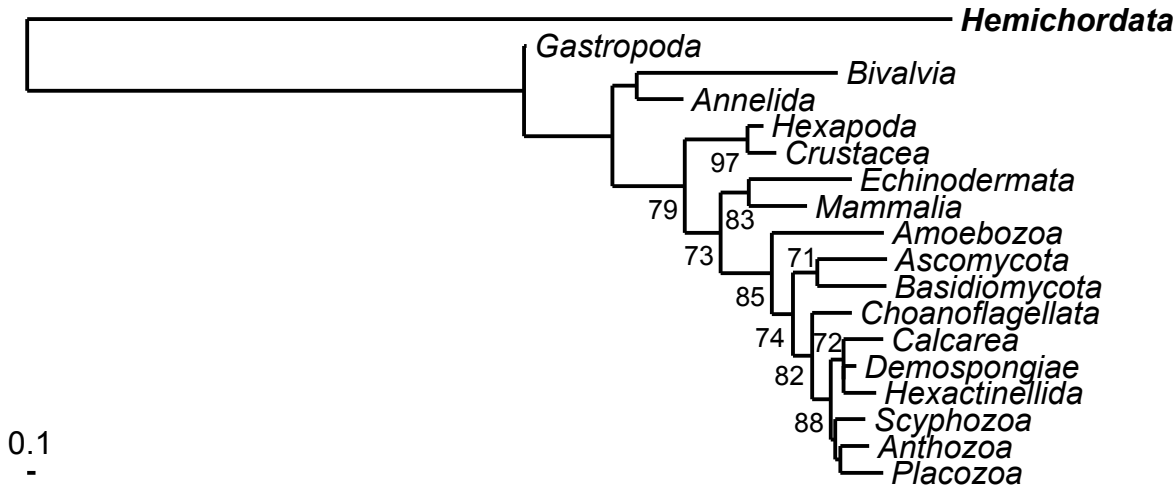 Hemichordata
Gastropoda
Bivalvia
Annelida
Hexapoda
97
Crustacea
Echinodermata
79
83
Mammalia
73
Amoebozoa
71
Ascomycota
85
Basidiomycota
Choanoflagellata
74
72
Calcarea
82
Demospongiae
Hexactinellida
88
Scyphozoa
0.1
Anthozoa
Placozoa